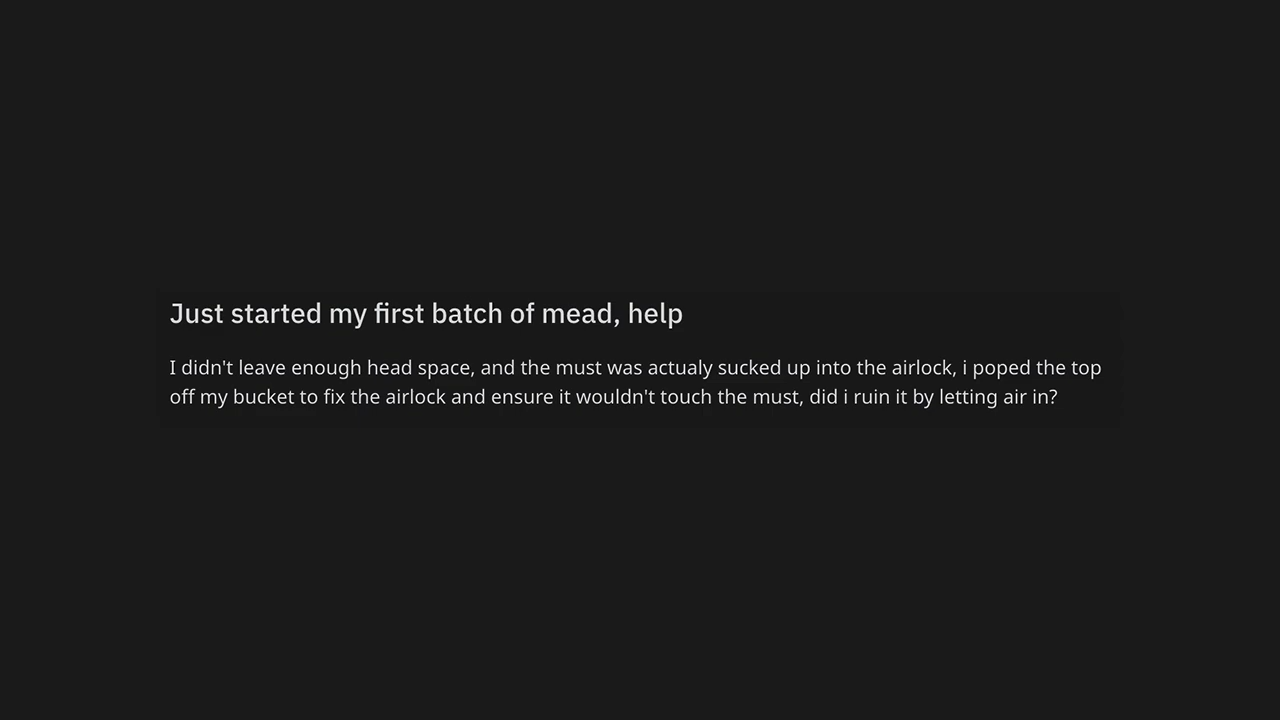 Just started my first batch of mead, help
I didn't leave enough head space, and the must was actualy sucked up into the airlock, i poped the top
off my bucket to fix the airlock and ensure it wouldn't touch the must, did i ruin it by letting air in?